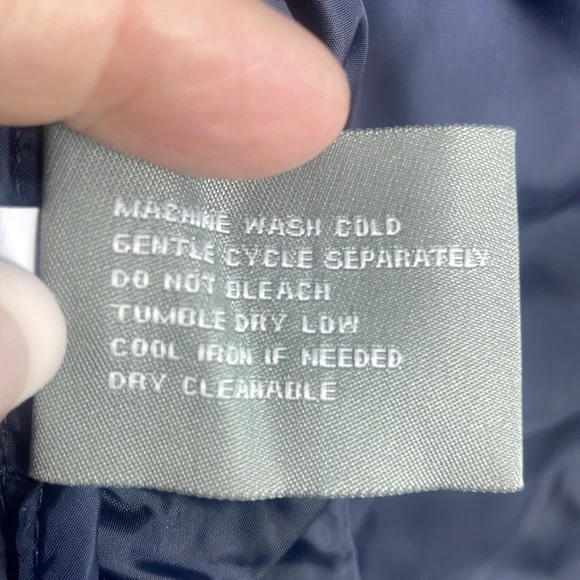 MACHINE WASH COLD
GENTLE CYCLE SEPARATELY
DO NOT BLEACH
TUMBLE DRY LOW
COOL IRON IF NEEDED
DRY CLEANABLE